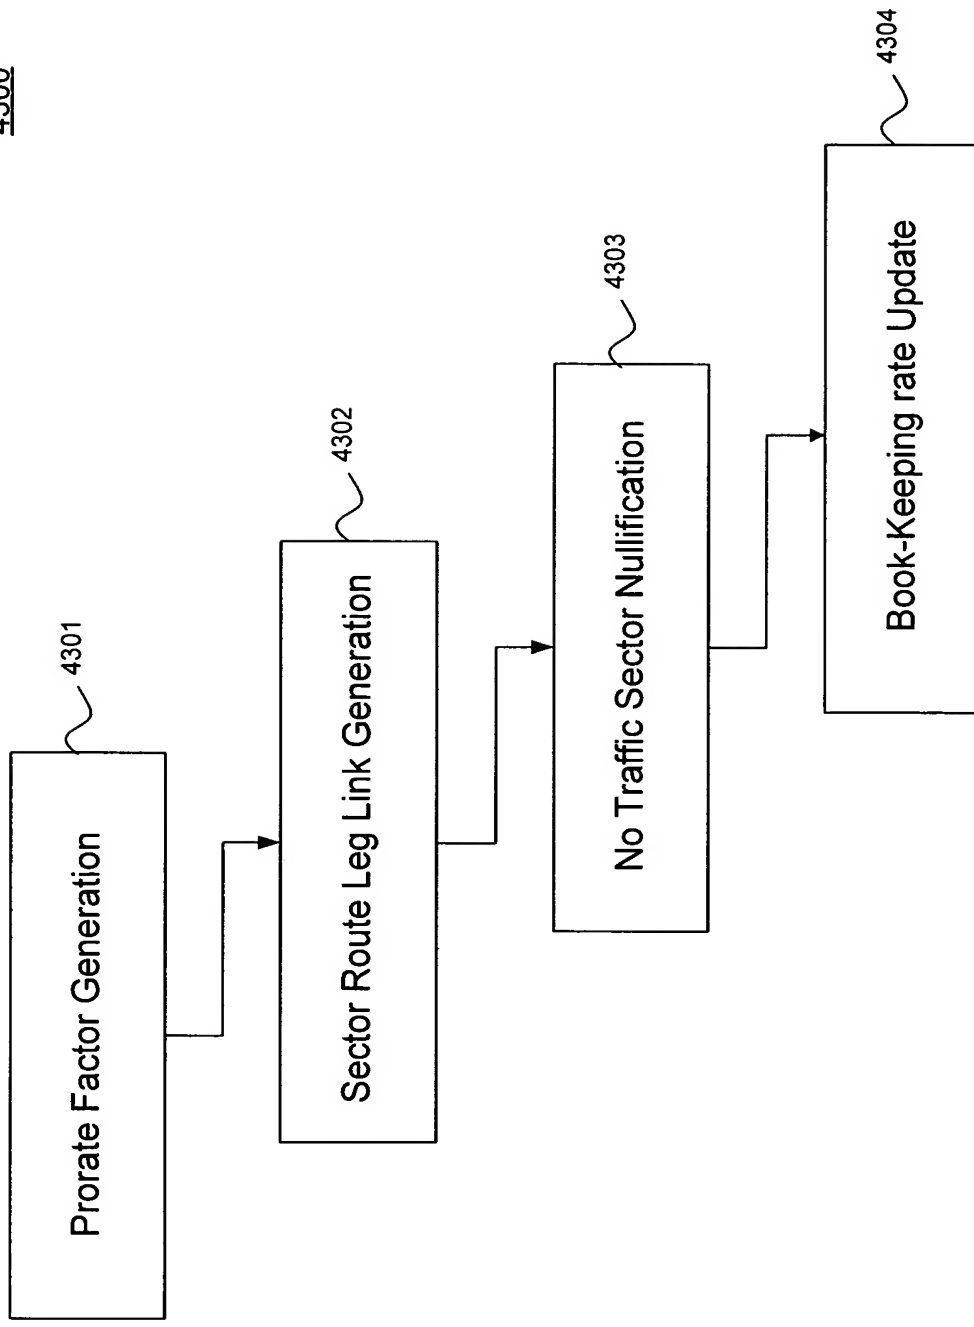 Prorate Factor Generation
4301
Sector Route Leg Link Generation
4302
No Traffic Sector Nullification
4303
Book-Keeping rate Update
4304